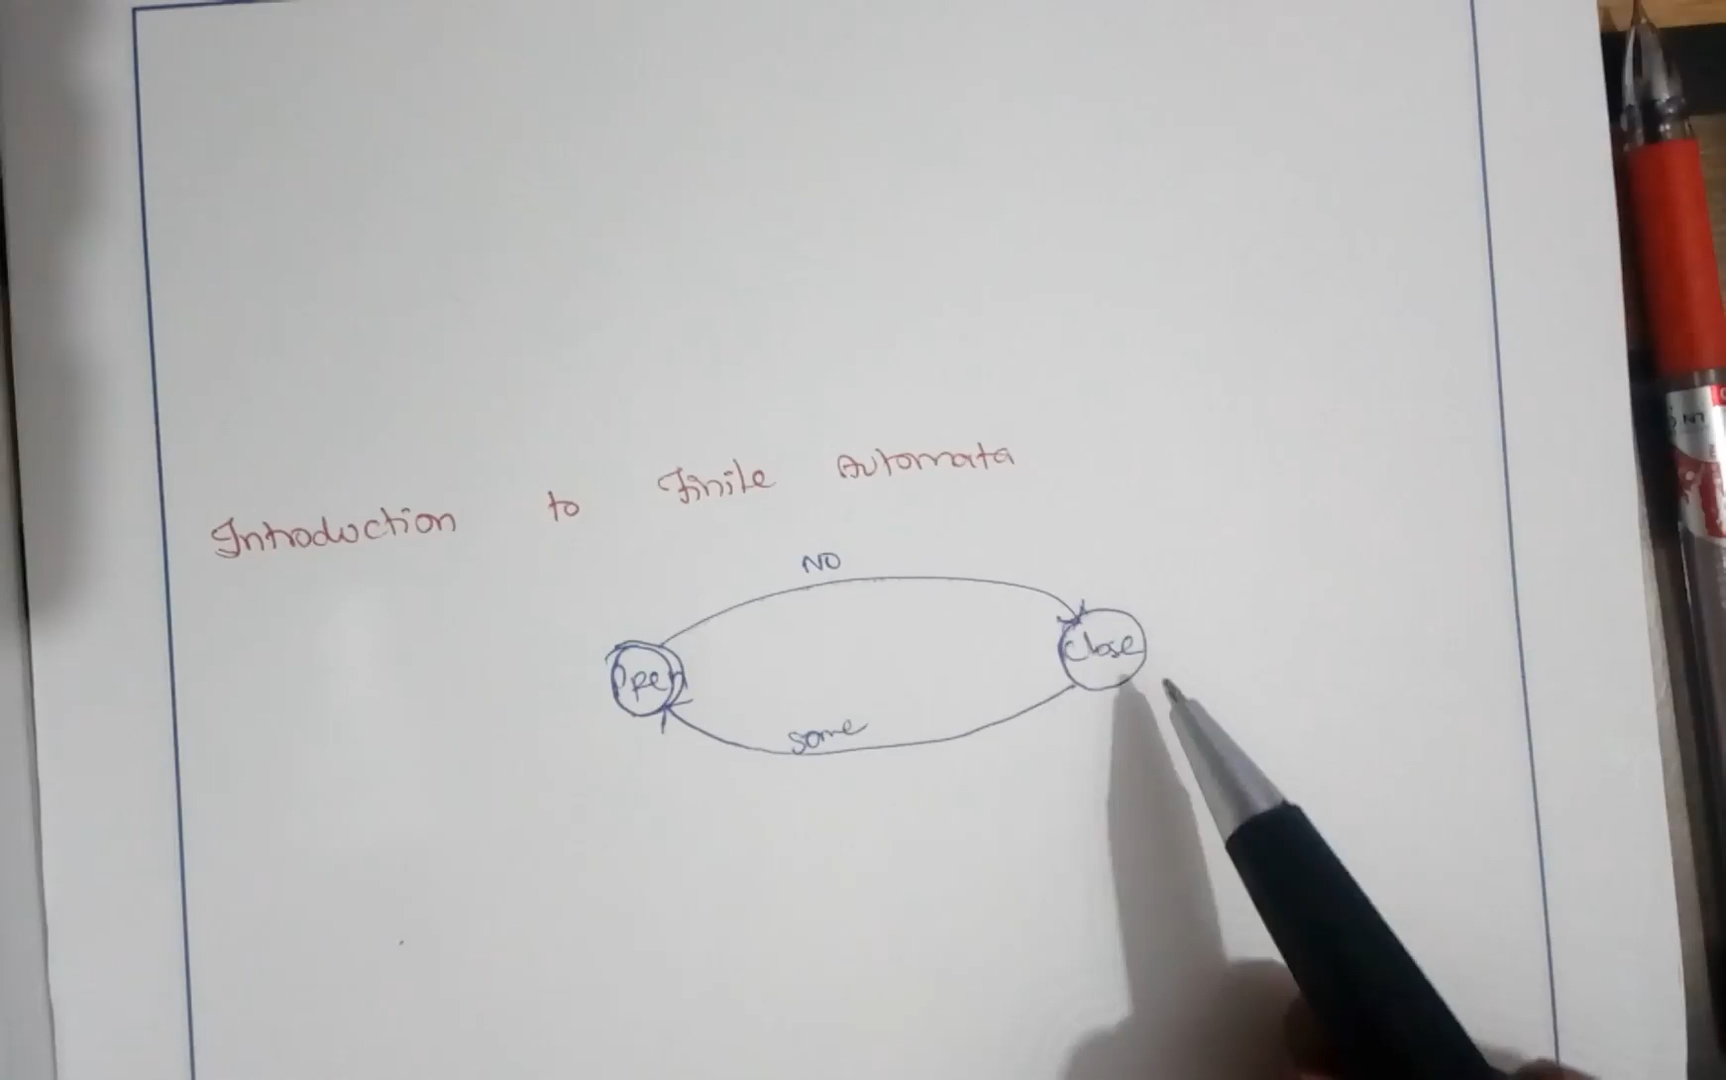 Introduction to Finite Automata
NO
Open
Close
some